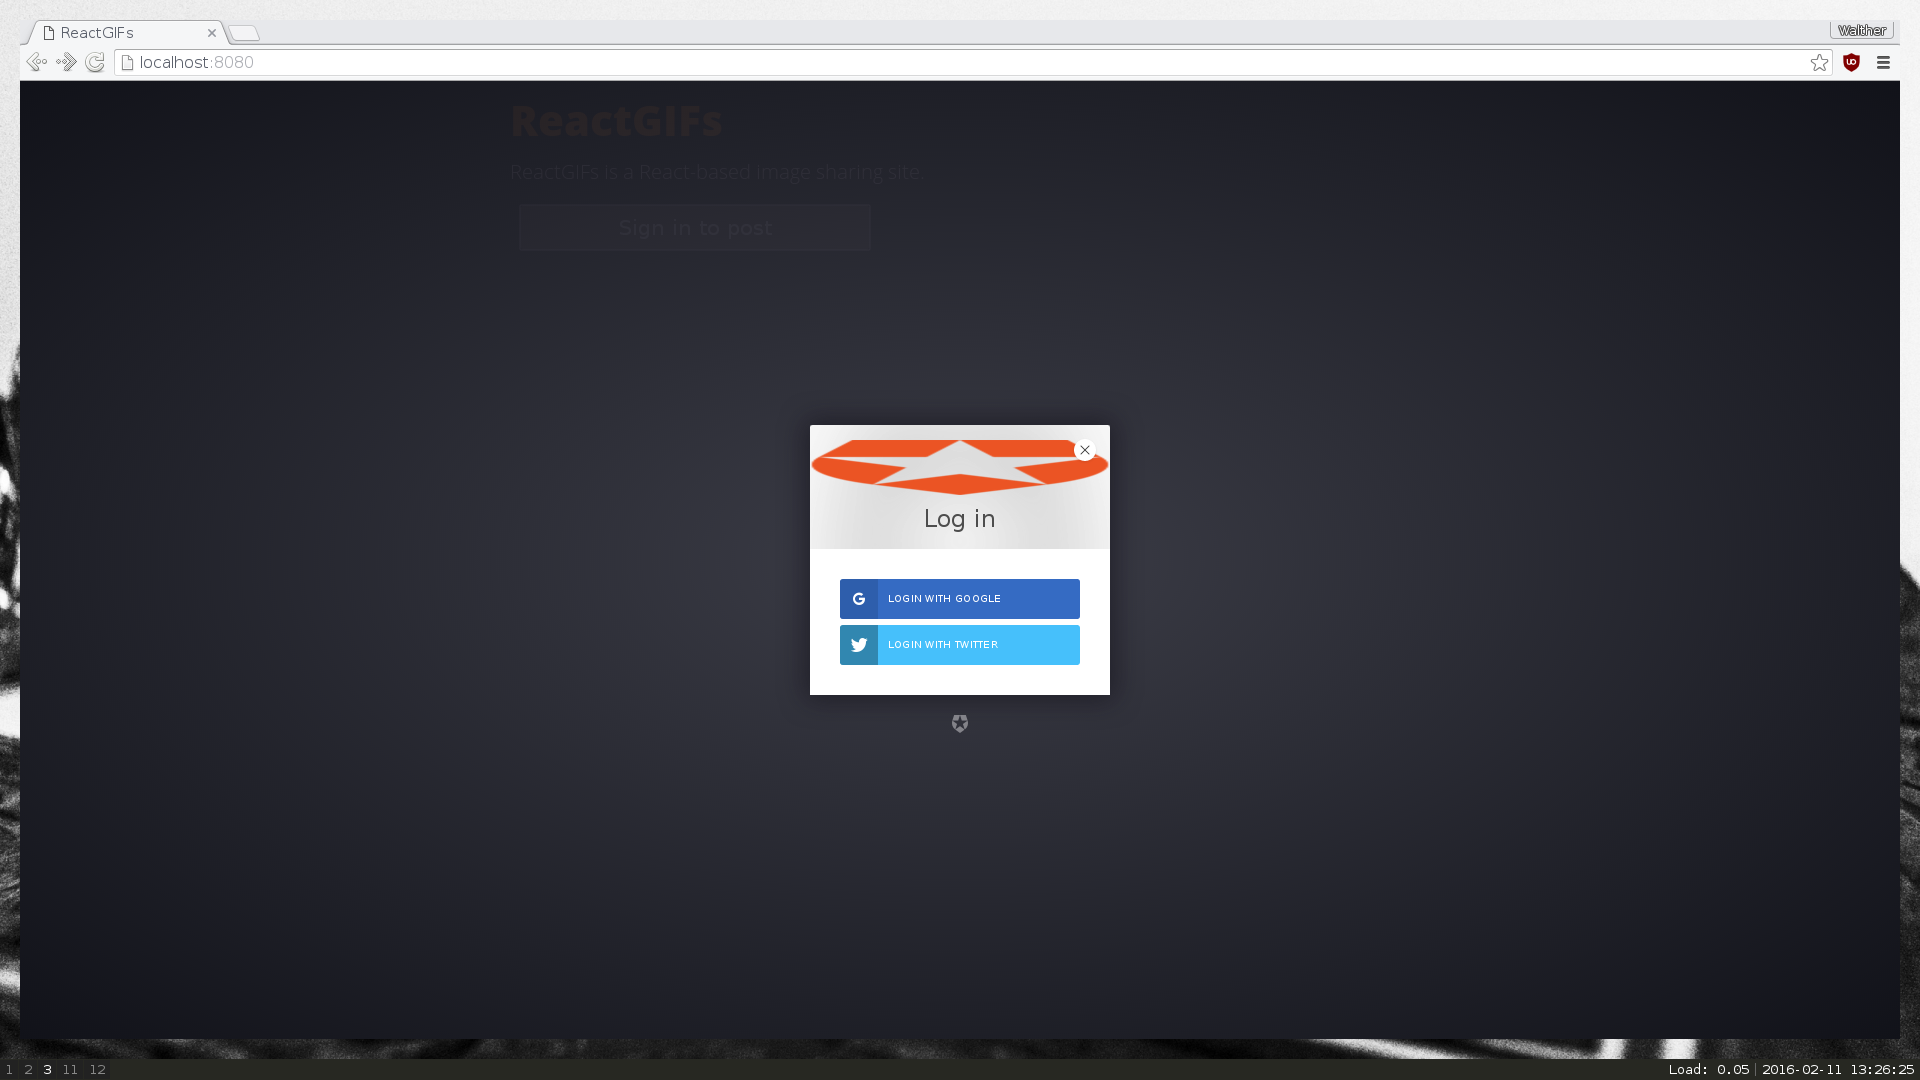 ReactGIFs
Walther
localhost:8080
ReactGIFs
ReactGIFs is a React-based image sharing site
Sign in to post
Log in
LOGIN WITH GOOGLE
LOGIN WITH TWITTER
1 2 3 11 12
Load: 0.05 2016-02-11 13:26:25